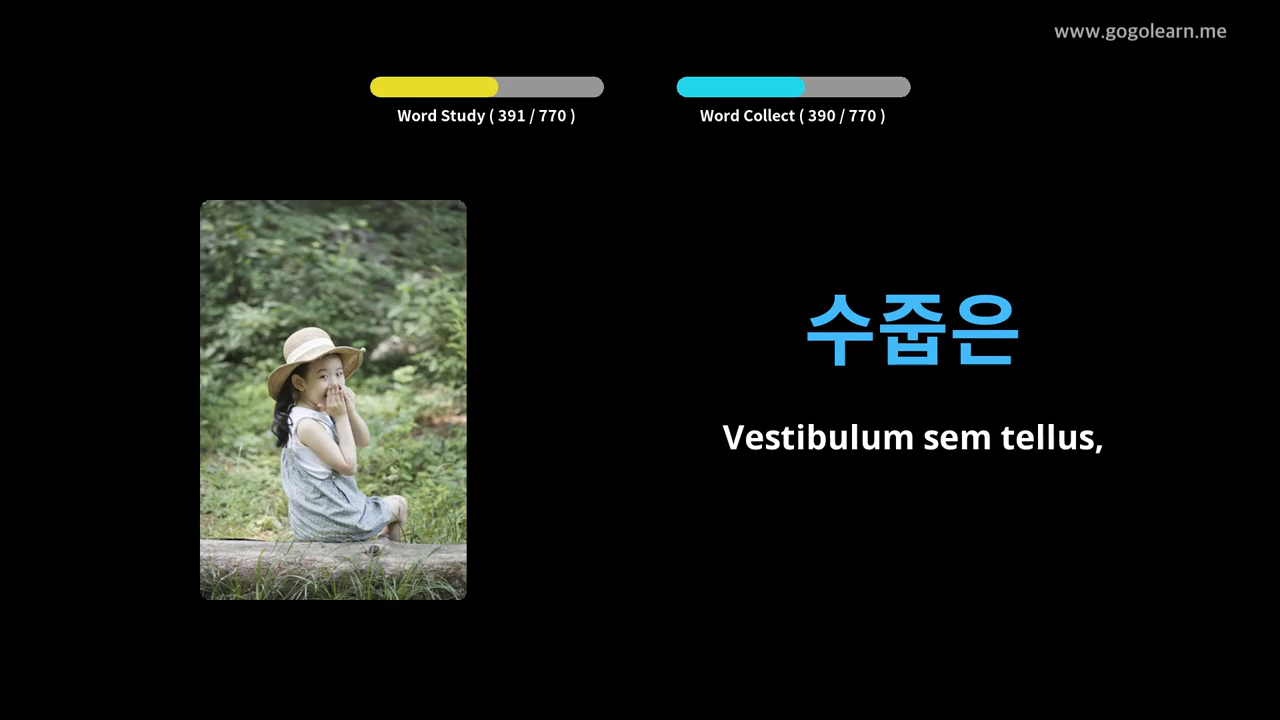 www.gogolearn.me
Word Study ( 391 / 770 )
Word Collect ( 390 / 770 )
수줍은
Vestibulum sem tellus,